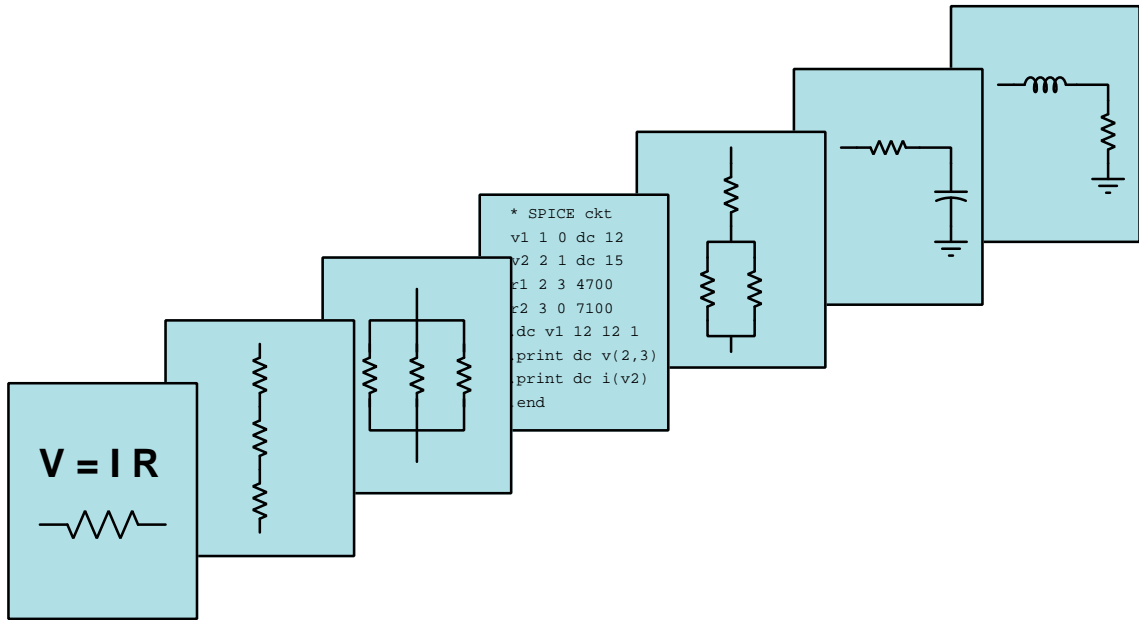 V = I R
* SPICE ckt
v1 1 0 dc 12
v2 2 1 dc 15
r1 2 3 4700
r2 3 0 7100
.dc v1 12 12 1
.print dc v(2,3)
.print dc i(v2)
.end